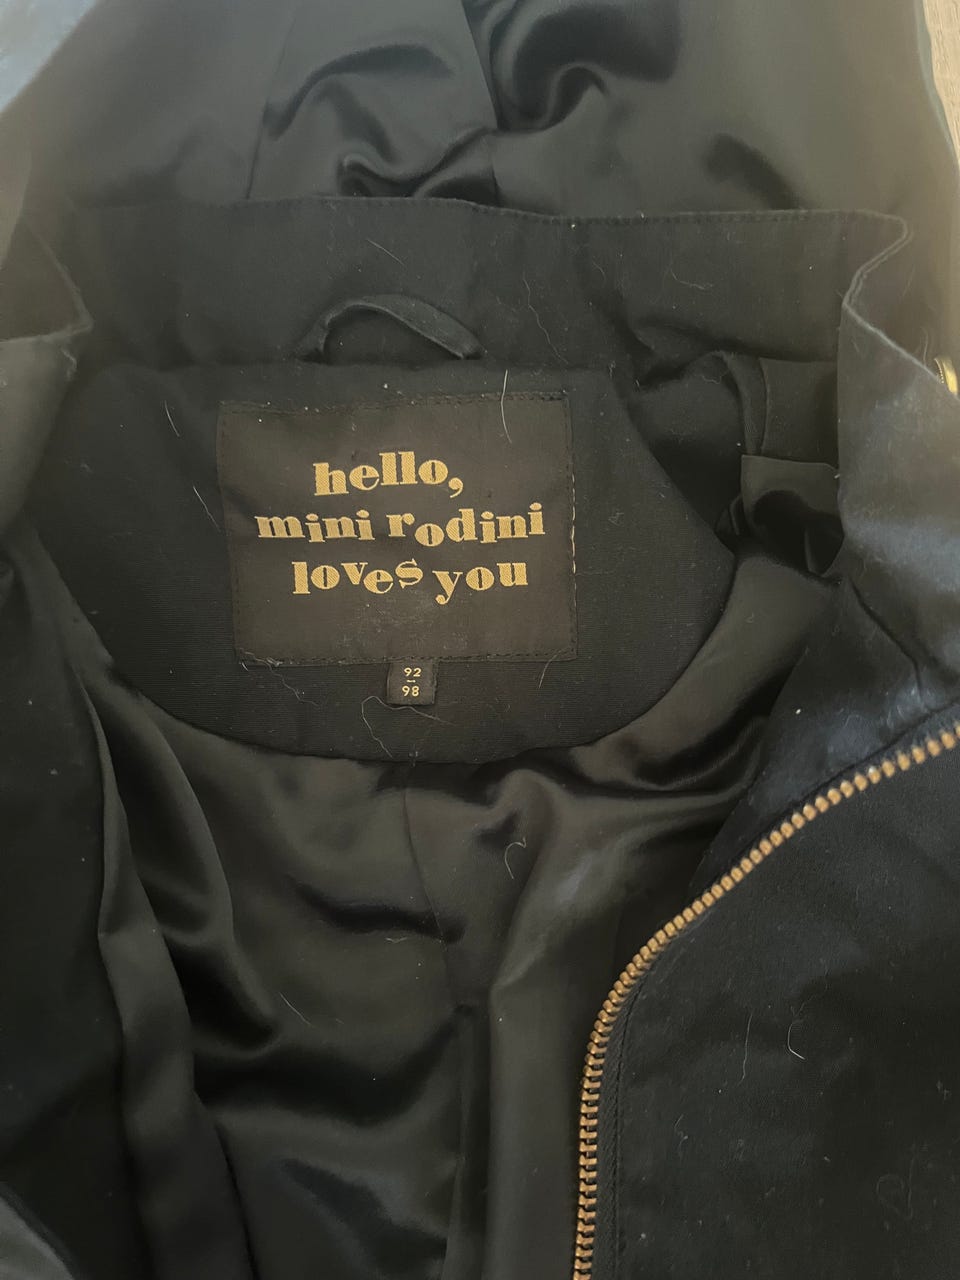 hello,
mini rodini
loves you
92
98